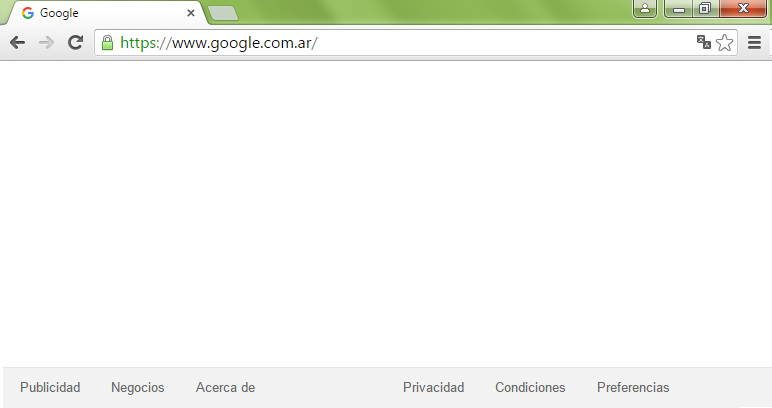 Google
https://www.google.com.ar/
Publicidad Negocios Acerca de Privacidad Condiciones Preferencias